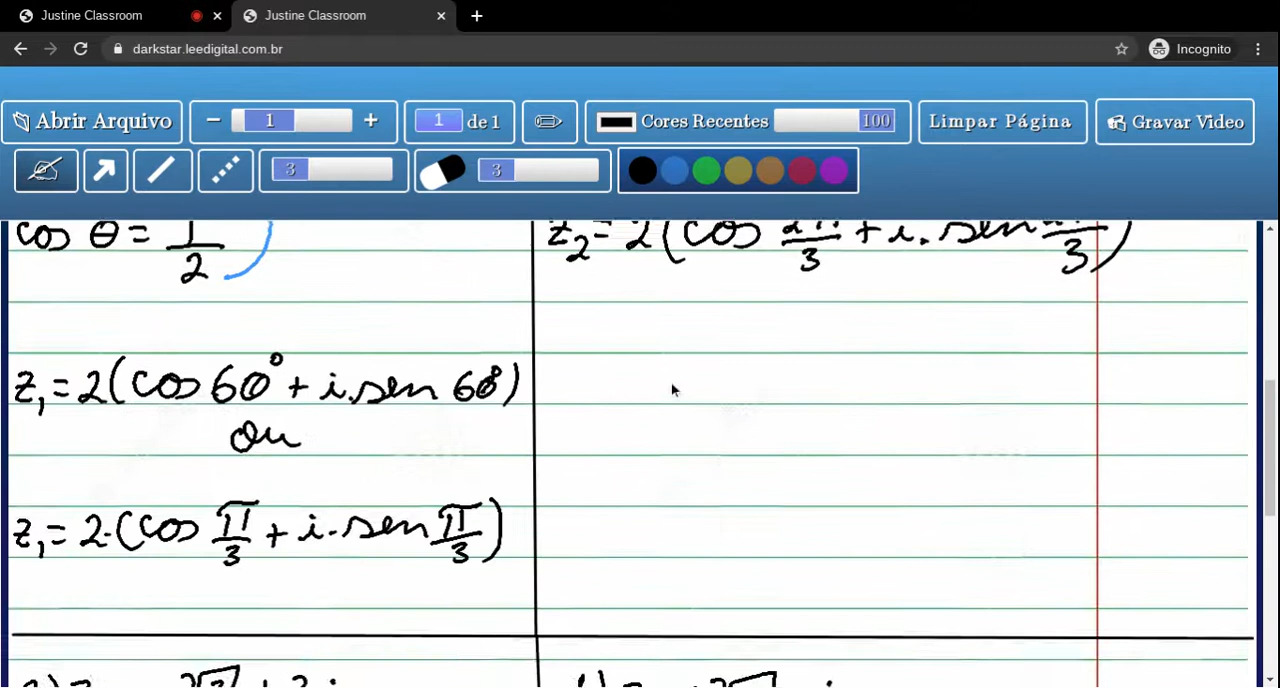 Justine Classroom
Justine Classroom
darkstar.leedigital.com.br
Incognito
Abrir Arquivo
− 1 +
1 de 1
Cores Recentes 100
Limpar Página
Gravar Video
3
3
cos θ = 1/2
z₂ = 2(cos 2π/3 + i. sen 2π/3)
z₁ = 2(cos 60° + i.sen 60°)
ou
z₁ = 2.(cos π/3 + i. sen π/3)